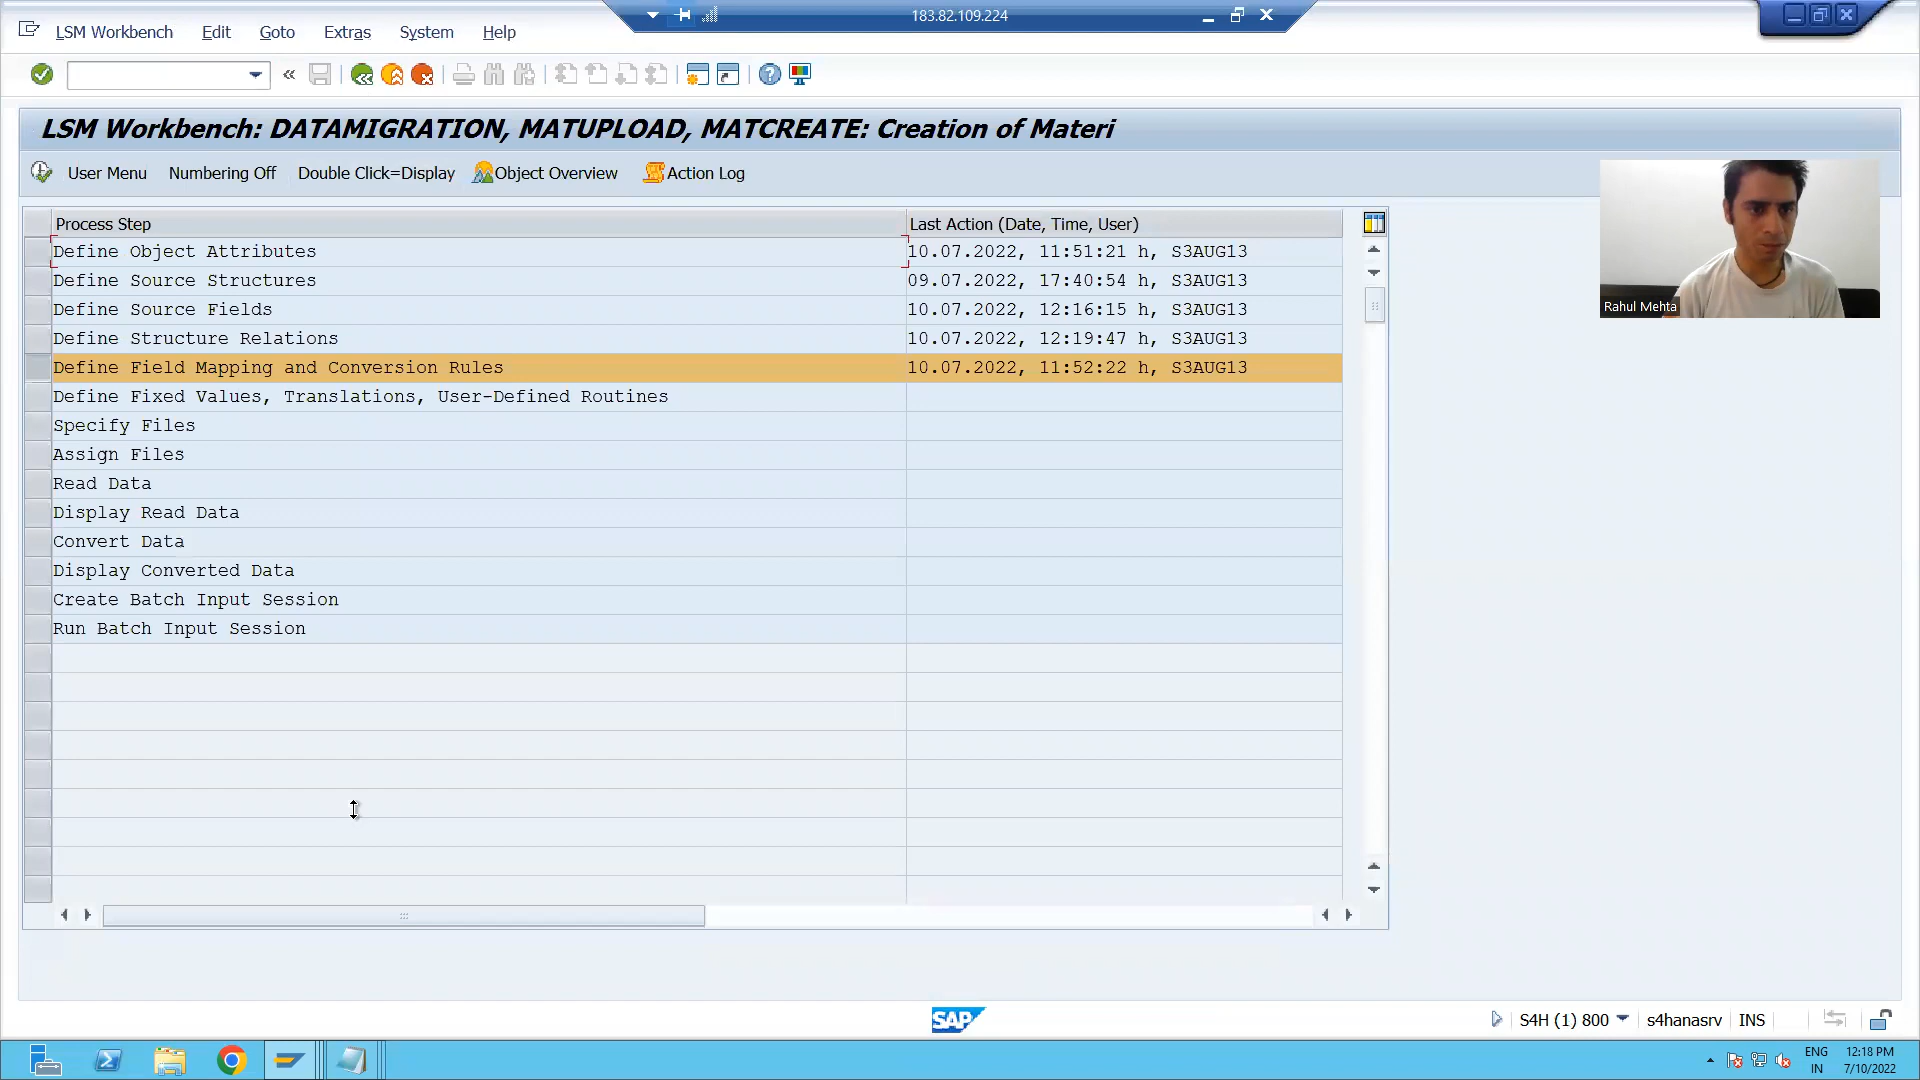 183.82.109.224
LSM Workbench Edit Goto Extras System Help
LSM Workbench: DATAMIGRATION, MATUPLOAD, MATCREATE: Creation of Materi
User Menu Numbering Off Double Click=Display Object Overview Action Log
Rahul Mehta
Process Step Last Action (Date, Time, User)
Define Object Attributes 10.07.2022, 11:51:21 h, S3AUG13
Define Source Structures 09.07.2022, 17:40:54 h, S3AUG13
Define Source Fields 10.07.2022, 12:16:15 h, S3AUG13
Define Structure Relations 10.07.2022, 12:19:47 h, S3AUG13
Define Field Mapping and Conversion Rules 10.07.2022, 11:52:22 h, S3AUG13
Define Fixed Values, Translations, User-Defined Routines
Specify Files
Assign Files
Read Data
Display Read Data
Convert Data
Display Converted Data
Create Batch Input Session
Run Batch Input Session
SAP
S4H (1) 800 s4hanasrv INS
ENG 12:18 PM
IN 7/10/2022